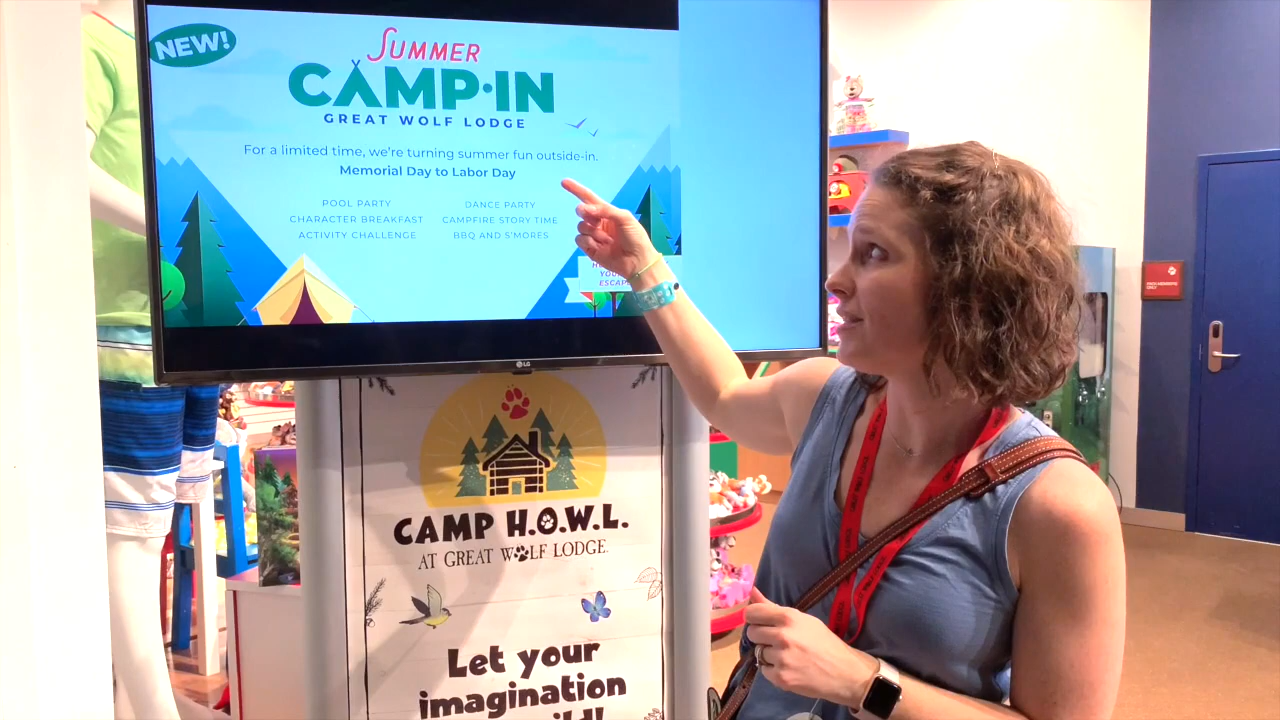 NEW!
SUMMER
CAMP·IN
GREAT WOLF LODGE
For a limited time, we're turning summer fun outside-in.
Memorial Day to Labor Day
POOL PARTY
CHARACTER BREAKFAST
ACTIVITY CHALLENGE
DANCE PARTY
CAMPFIRE STORY TIME
BBQ AND S'MORES
ESCAPE
LG
CAMP H.O.W.L.
AT GREAT WOLF LODGE.
Let your
imagination